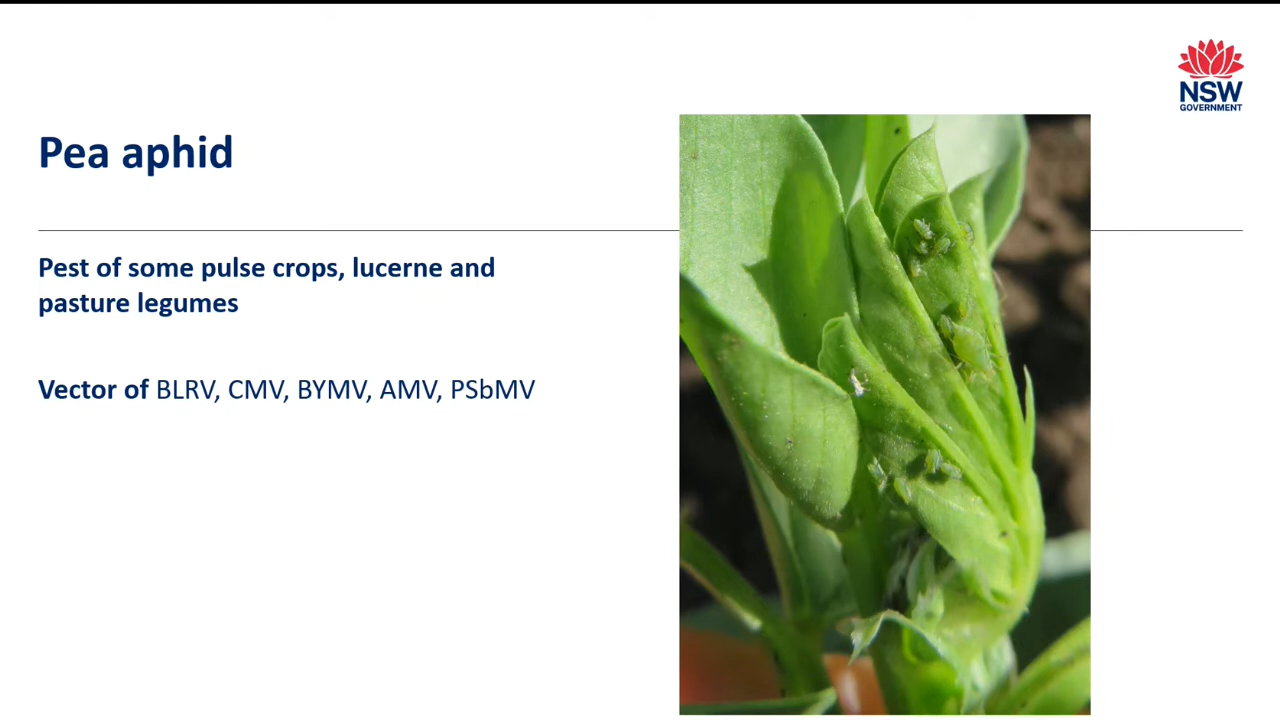 NSW
GOVERNMENT
Pea aphid
Pest of some pulse crops, lucerne and
pasture legumes
Vector of BLRV, CMV, BYMV, AMV, PSbMV